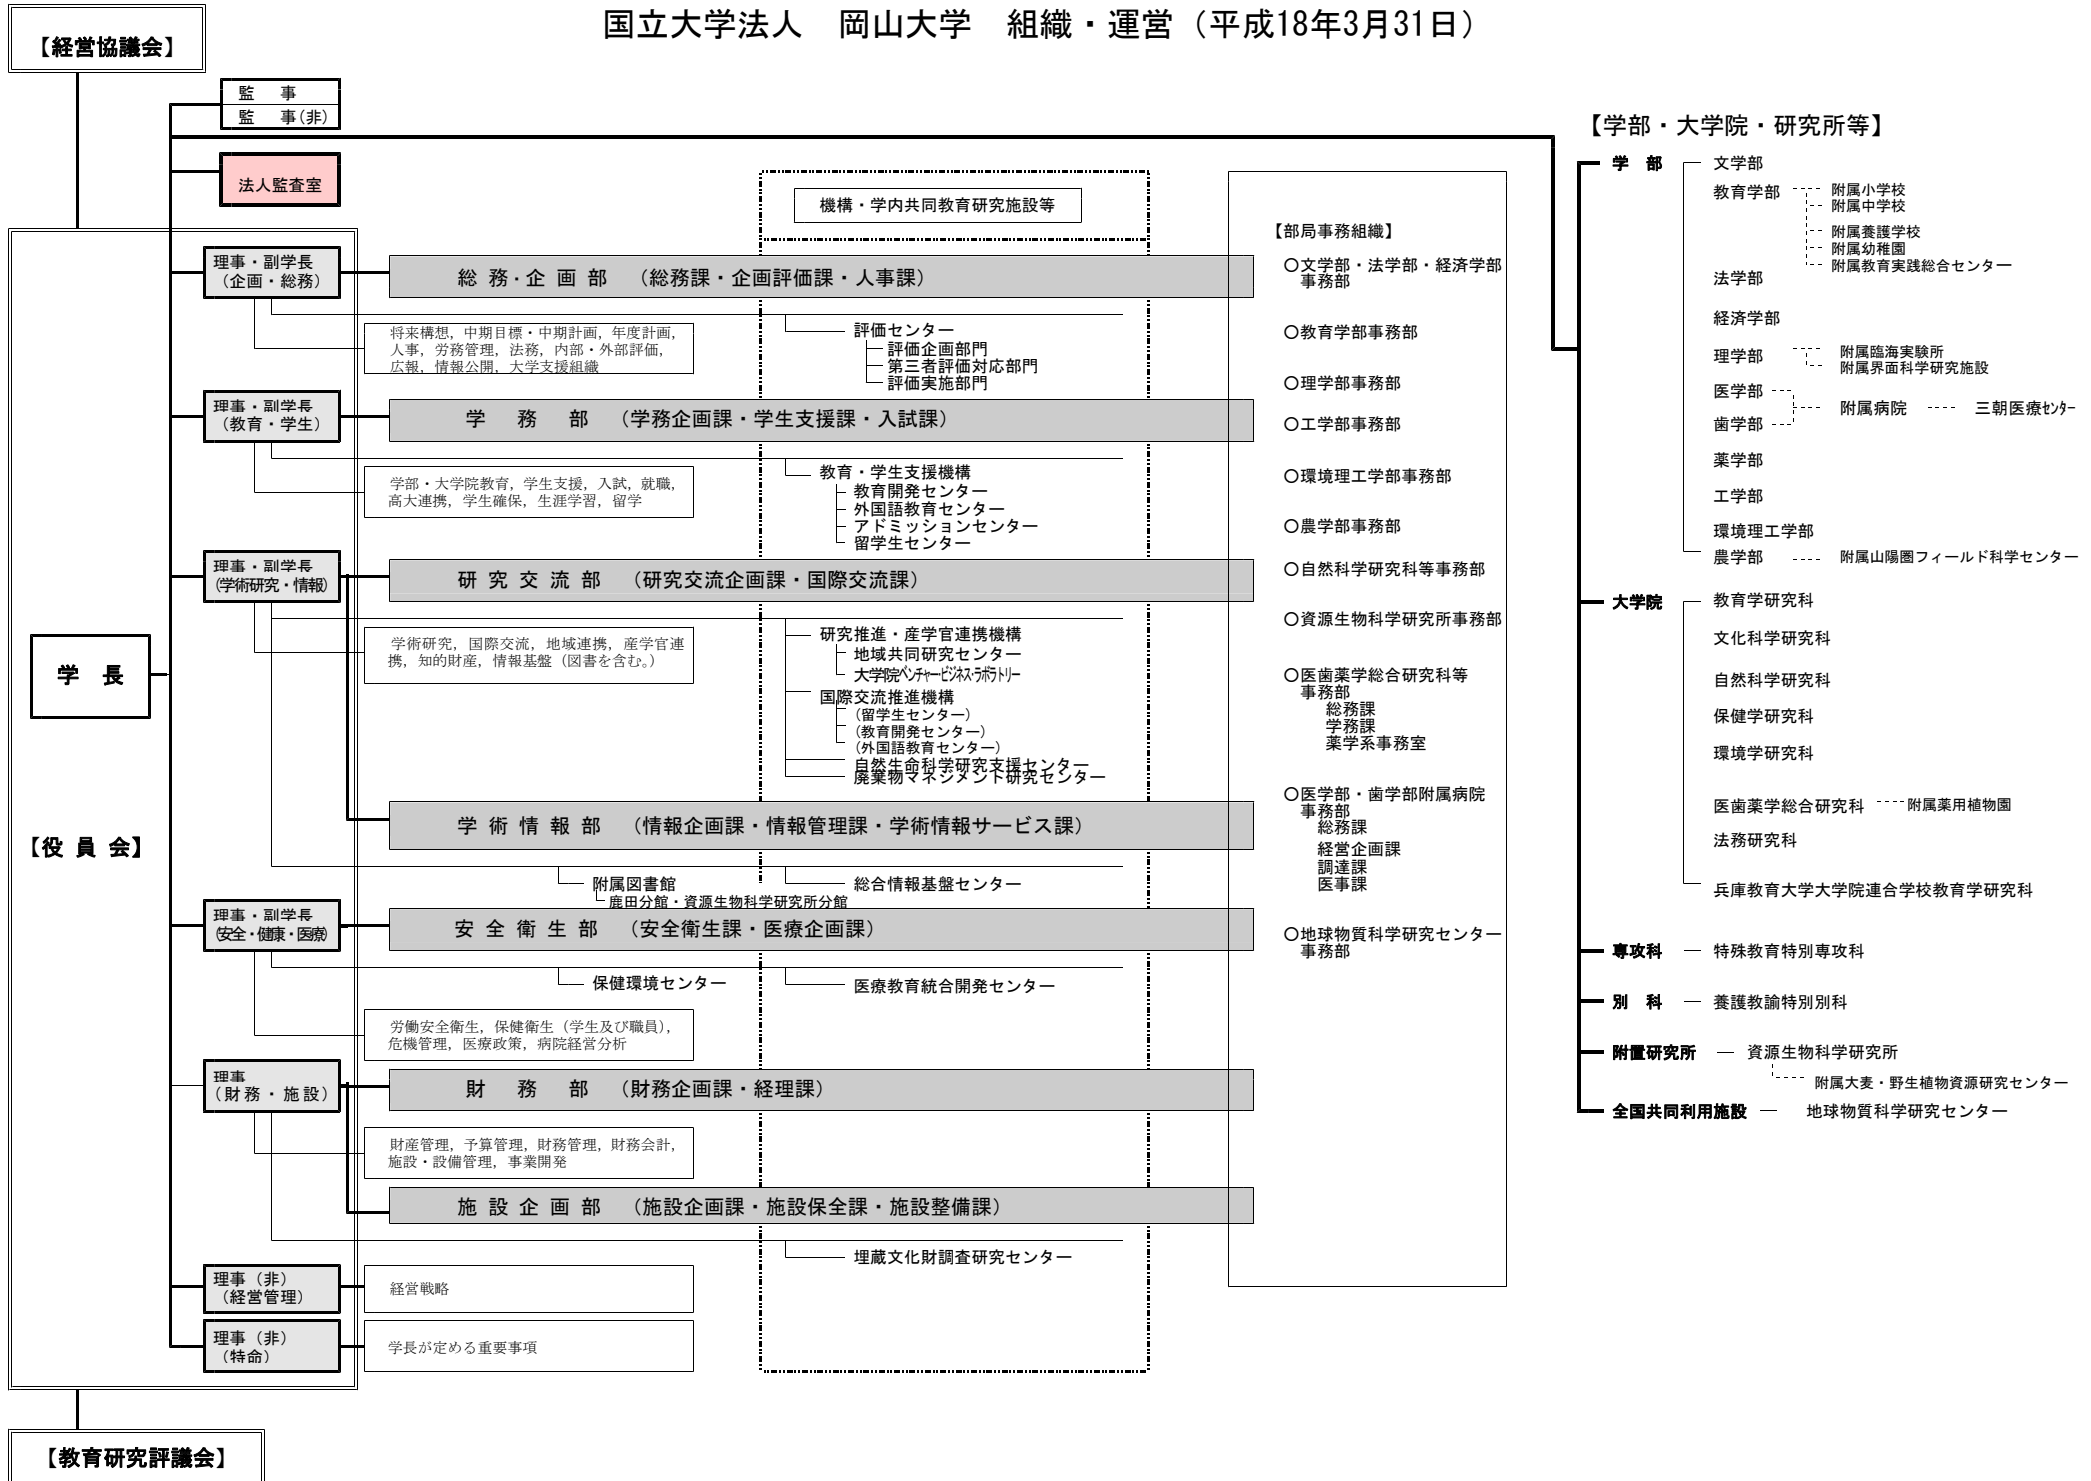 国立大学法人　岡山大学　組織・運営（平成18年3月31日）
【経営協議会】
監　事
監　事(非)
法人監査室
学　長
【役 員 会】
機構・学内共同教育研究施設等
理事・副学長
（企画・総務）
総 務・企 画 部　（総務課・企画評価課・人事課）
将来構想，中期目標・中期計画，年度計画，
人事，労務管理，法務，内部・外部評価，
広報，情報公開，大学支援組織
評価センター
評価企画部門
第三者評価対応部門
評価実施部門
理事・副学長
（教育・学生）
学　務　部　（学務企画課・学生支援課・入試課）
学部・大学院教育，学生支援，入試，就職，
高大連携，学生確保，生涯学習，留学
教育・学生支援機構
教育開発センター
外国語教育センター
アドミッションセンター
留学生センター
理事・副学長
（学術研究・情報）
研 究 交 流 部　（研究交流企画課・国際交流課）
学術研究，国際交流，地域連携，産学官連
携，知的財産，情報基盤（図書を含む。）
研究推進・産学官連携機構
地域共同研究センター
大学院ベンチャー・ビジネス・ラボラトリー
国際交流推進機構
（留学生センター）
（教育開発センター）
（外国語教育センター）
自然生命科学研究支援センター
廃棄物マネジメント研究センター
学 術 情 報 部　（情報企画課・情報管理課・学術情報サービス課）
附属図書館
鹿田分館・資源生物科学研究所分館
総合情報基盤センター
理事・副学長
（安全・健康・医療）
安 全 衛 生 部　（安全衛生課・医療企画課）
保健環境センター
医療教育統合開発センター
労働安全衛生，保健衛生（学生及び職員），
危機管理，医療政策，病院経営分析
理事
（財務・施設）
財　務　部　（財務企画課・経理課）
財産管理，予算管理，財務管理，財務会計，
施設・設備管理，事業開発
施 設 企 画 部　（施設企画課・施設保全課・施設整備課）
埋蔵文化財調査研究センター
理事（非）
（経営管理）
経営戦略
理事（非）
（特命）
学長が定める重要事項
【教育研究評議会】
【部局事務組織】
○文学部・法学部・経済学部
事務部
○教育学部事務部
○理学部事務部
○工学部事務部
○環境理工学部事務部
○農学部事務部
○自然科学研究科等事務部
○資源生物科学研究所事務部
○医歯薬学総合研究科等
事務部
総務課
学務課
薬学系事務室
○医学部・歯学部附属病院
事務部
総務課
経営企画課
調達課
医事課
○地球物質科学研究センター
事務部
【学部・大学院・研究所等】
学　部
文学部
教育学部
附属小学校
附属中学校
附属養護学校
附属幼稚園
附属教育実践総合センター
法学部
経済学部
理学部
附属臨海実験所
附属界面科学研究施設
医学部
附属病院
三朝医療センター
歯学部
薬学部
工学部
環境理工学部
農学部
附属山陽圏フィールド科学センター
大学院
教育学研究科
文化科学研究科
自然科学研究科
保健学研究科
環境学研究科
医歯薬学総合研究科
附属薬用植物園
法務研究科
兵庫教育大学大学院連合学校教育学研究科
専攻科
特殊教育特別専攻科
別　科
養護教諭特別別科
附置研究所
資源生物科学研究所
附属大麦・野生植物資源研究センター
全国共同利用施設
地球物質科学研究センター